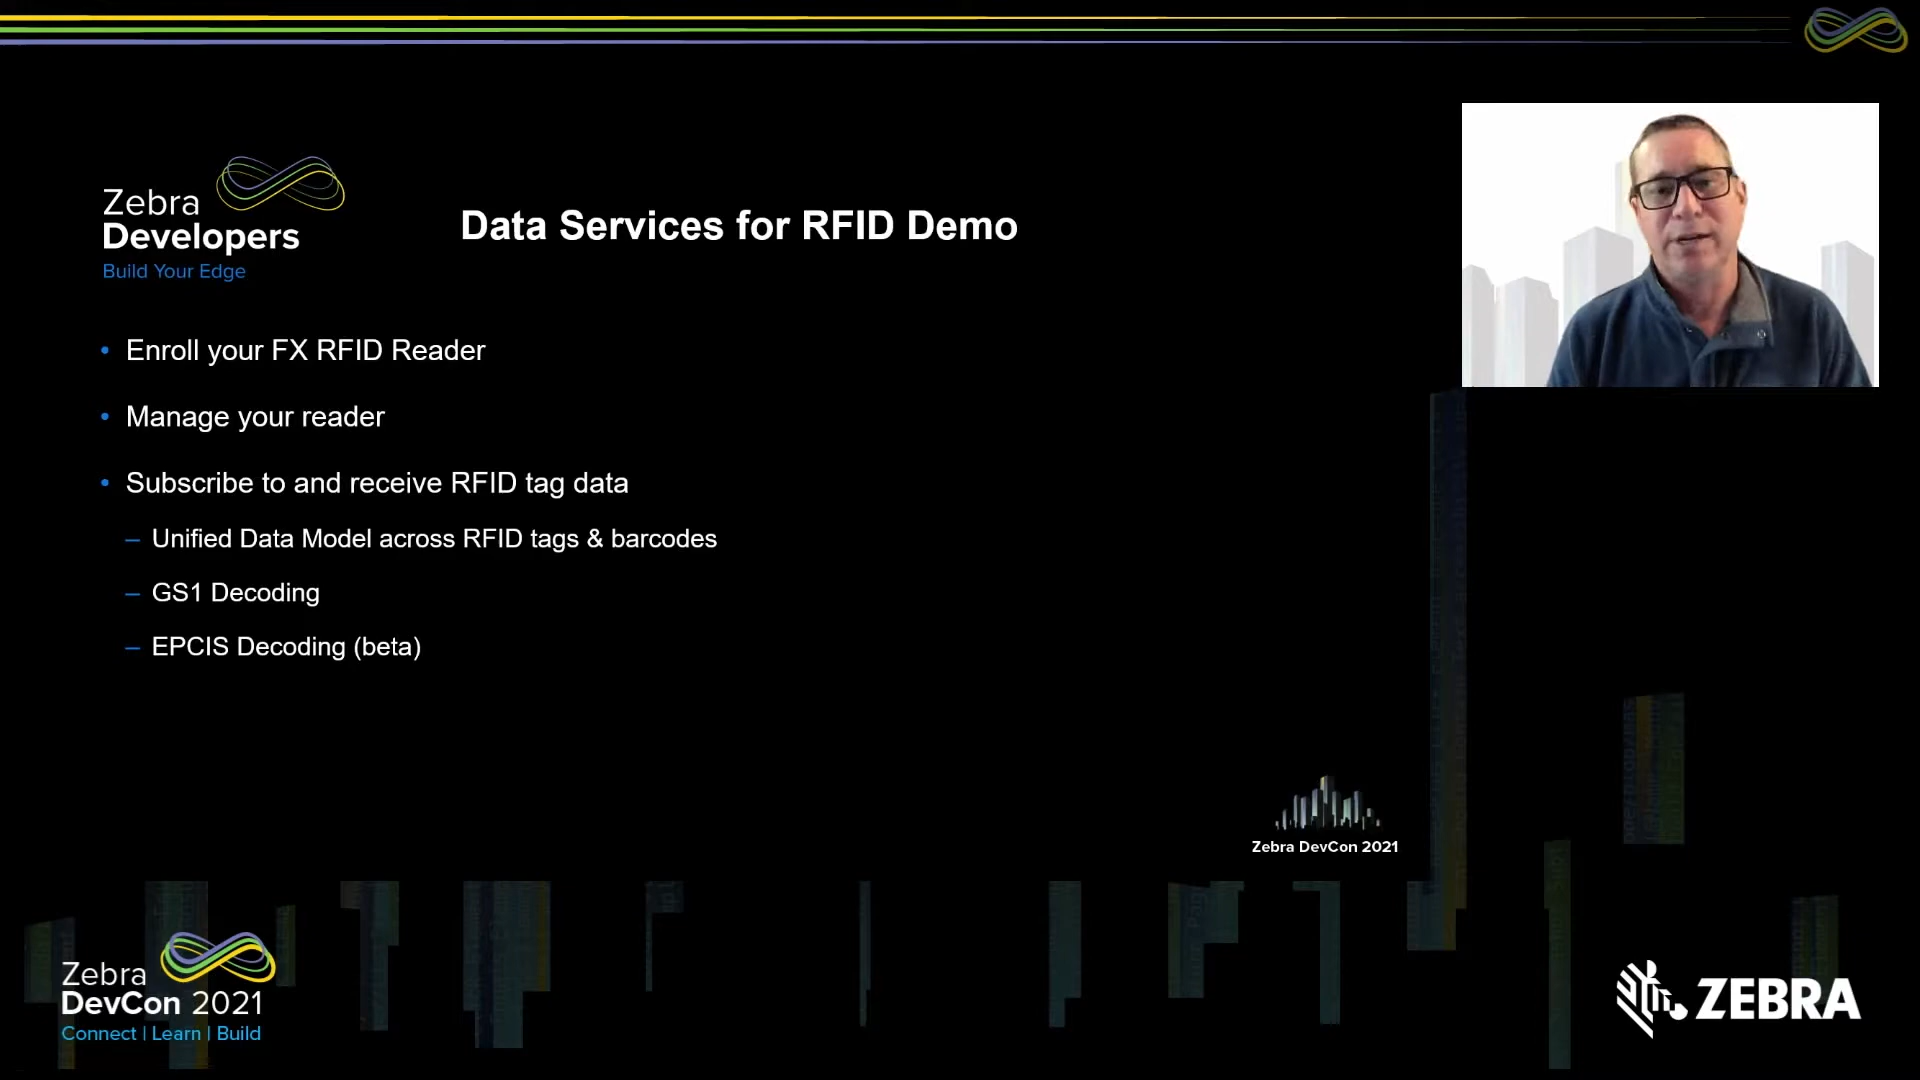 Zebra
Developers
Build Your Edge
Data Services for RFID Demo
• Enroll your FX RFID Reader
• Manage your reader
• Subscribe to and receive RFID tag data
– Unified Data Model across RFID tags & barcodes
– GS1 Decoding
– EPCIS Decoding (beta)
Zebra DevCon 2021
Zebra
DevCon 2021
Connect | Learn | Build
ZEBRA